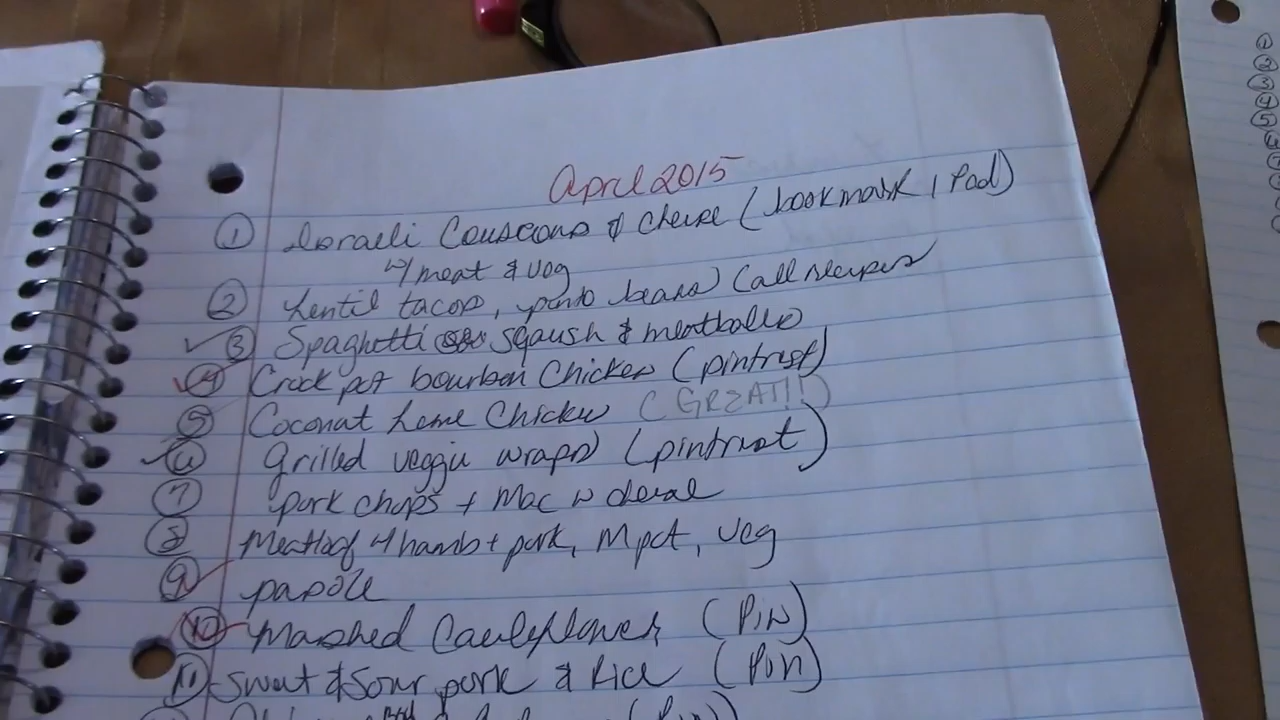 April 2015
① Israeli Couscous & Cheese (bookmark, IPad)
w/ meat & veg
② Lentil tacos, pinto beans) (all recipes
③ Spaghetti sqaush & meatballs
④ Crock pot bourbon Chicken (pintrest)
⑤ Coconut Lime Chicken (GREAT!!)
⑥ grilled veggie wraps (pintrest)
⑦ pork chops + Mac n cheese
⑧ Meatloaf w hamb + pork, M pot, veg
⑨ pasole
⑩ Mashed Cauliflower (Pin)
⑪ Sweet & Sour pork & Rice (Pin)
(Pin)